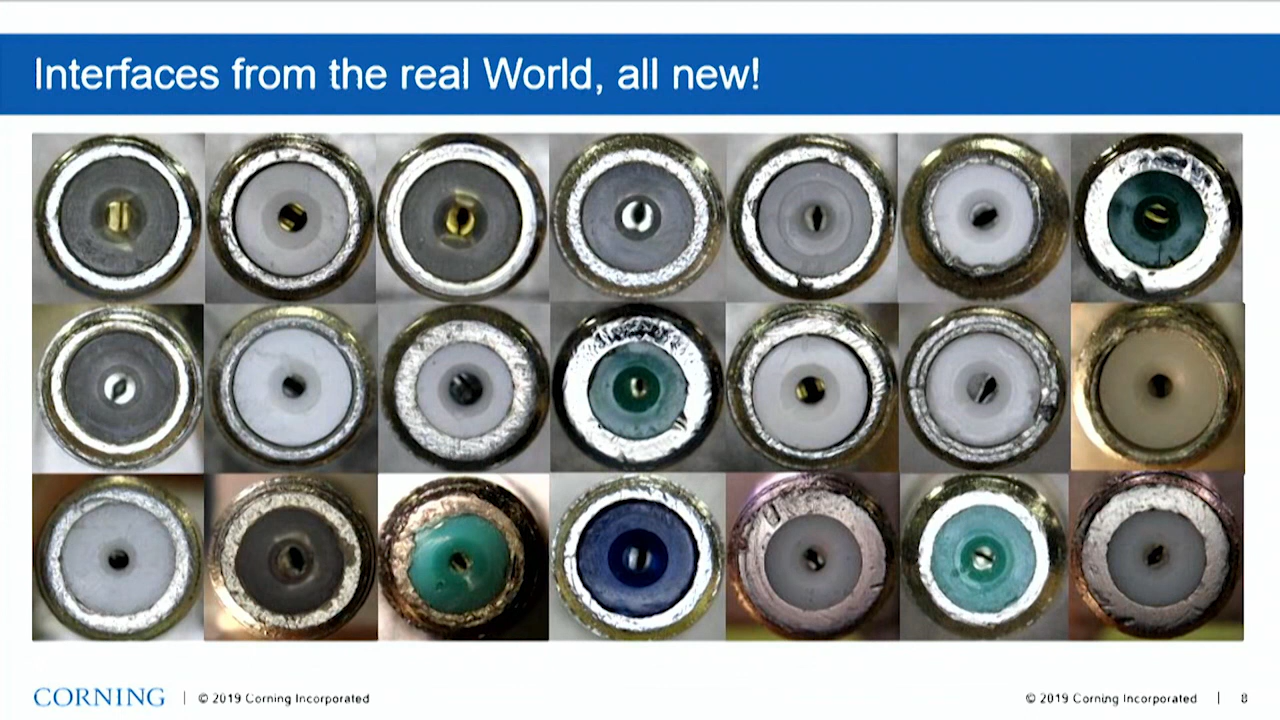 Interfaces from the real World, all new!
CORNING | © 2019 Corning Incorporated © 2019 Corning Incorporated | 8